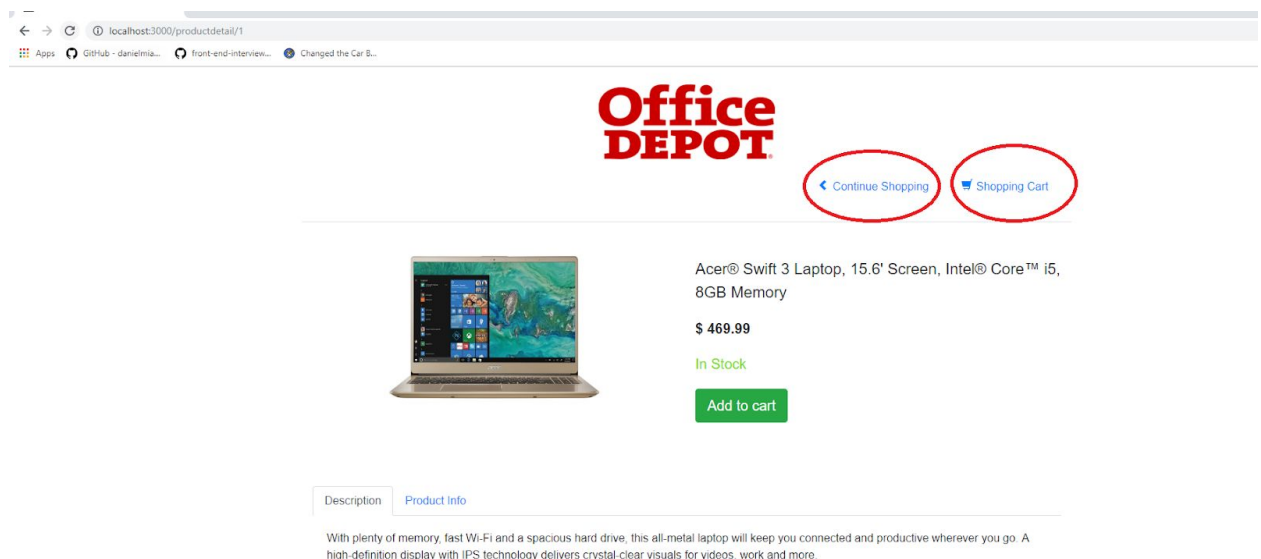 localhost:3000/productdetail/1
Apps GitHub - danielmia... front-end-interview... Changed the Car B...
Office
DEPOT.
Continue Shopping Shopping Cart
Acer® Swift 3 Laptop, 15.6' Screen, Intel® Core™ i5,
8GB Memory
$ 469.99
In Stock
Add to cart
Description Product Info
With plenty of memory, fast Wi-Fi and a spacious hard drive, this all-metal laptop will keep you connected and productive wherever you go. A
high-definition display with IPS technology delivers crystal-clear visuals for videos, work and more.